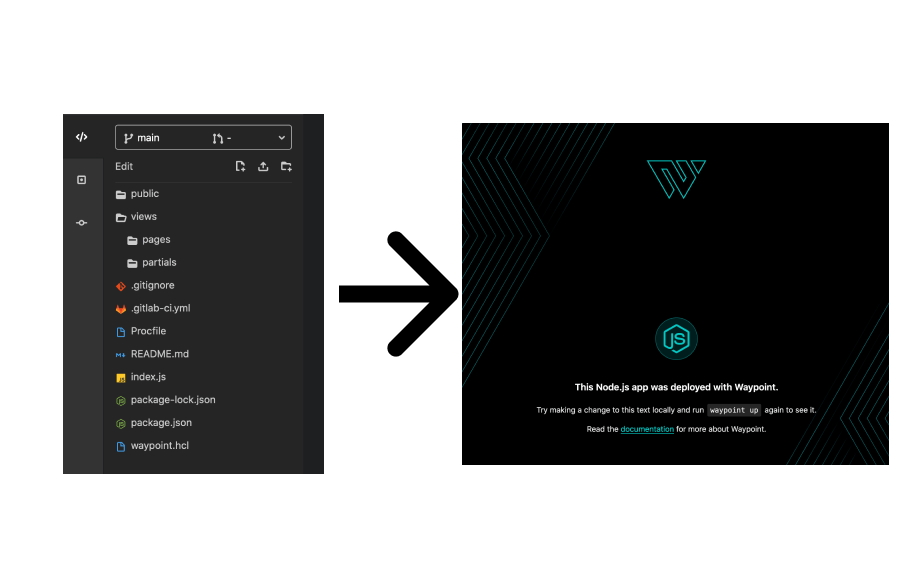 main -
Edit
public
views
pages
partials
.gitignore
.gitlab-ci.yml
Procfile
README.md
index.js
package-lock.json
package.json
waypoint.hcl
JS
This Node.js app was deployed with Waypoint.
Try making a change to this text locally and run waypoint up again to see it.
Read the documentation for more about Waypoint.